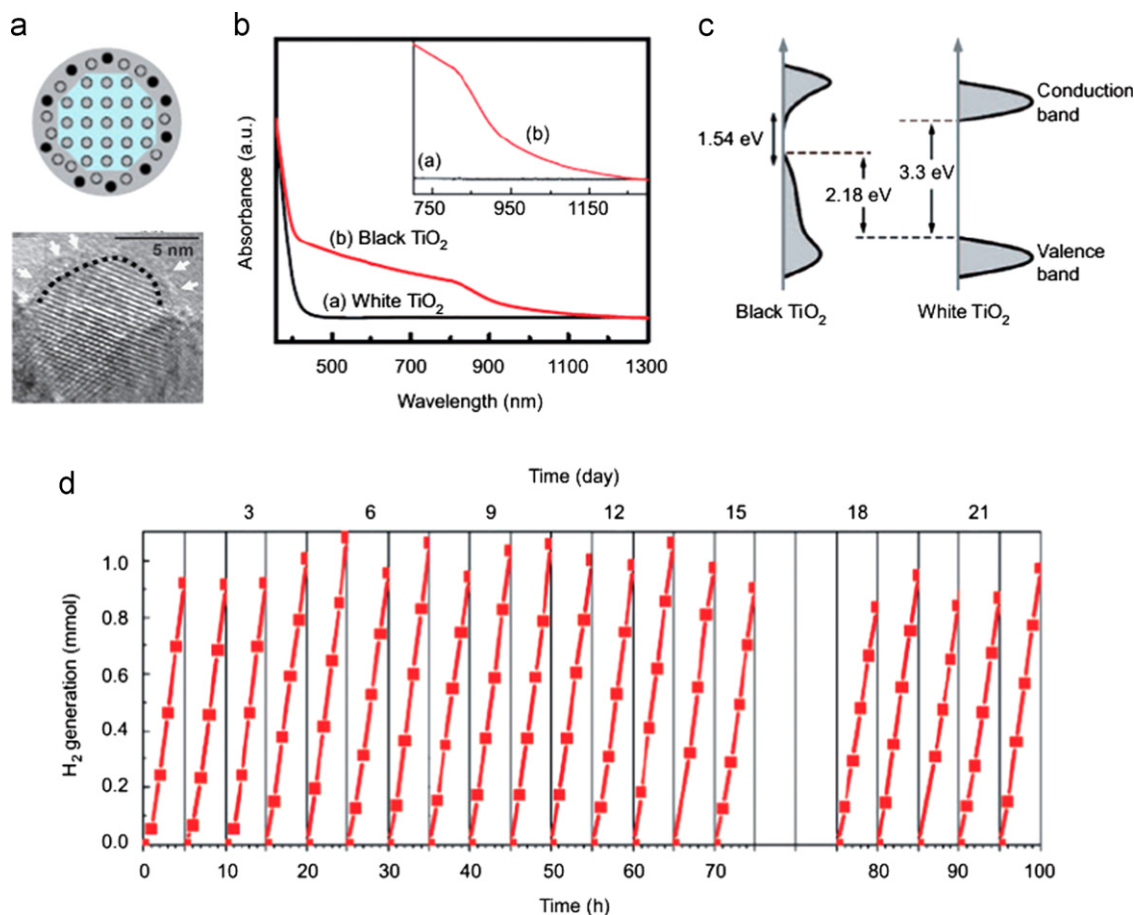 a
5 nm
b
Absorbance (a.u.)
(a)
(b)
750 950 1150
(b) Black TiO₂
(a) White TiO₂
500 700 900 1100 1300
Wavelength (nm)
c
1.54 eV
2.18 eV
3.3 eV
Conduction
band
Valence
band
Black TiO₂
White TiO₂
d
Time (day)
3 6 9 12 15 18 21
H₂ generation (mmol)
1.0
0.8
0.6
0.4
0.2
0.0
0 10 20 30 40 50 60 70 80 90 100
Time (h)